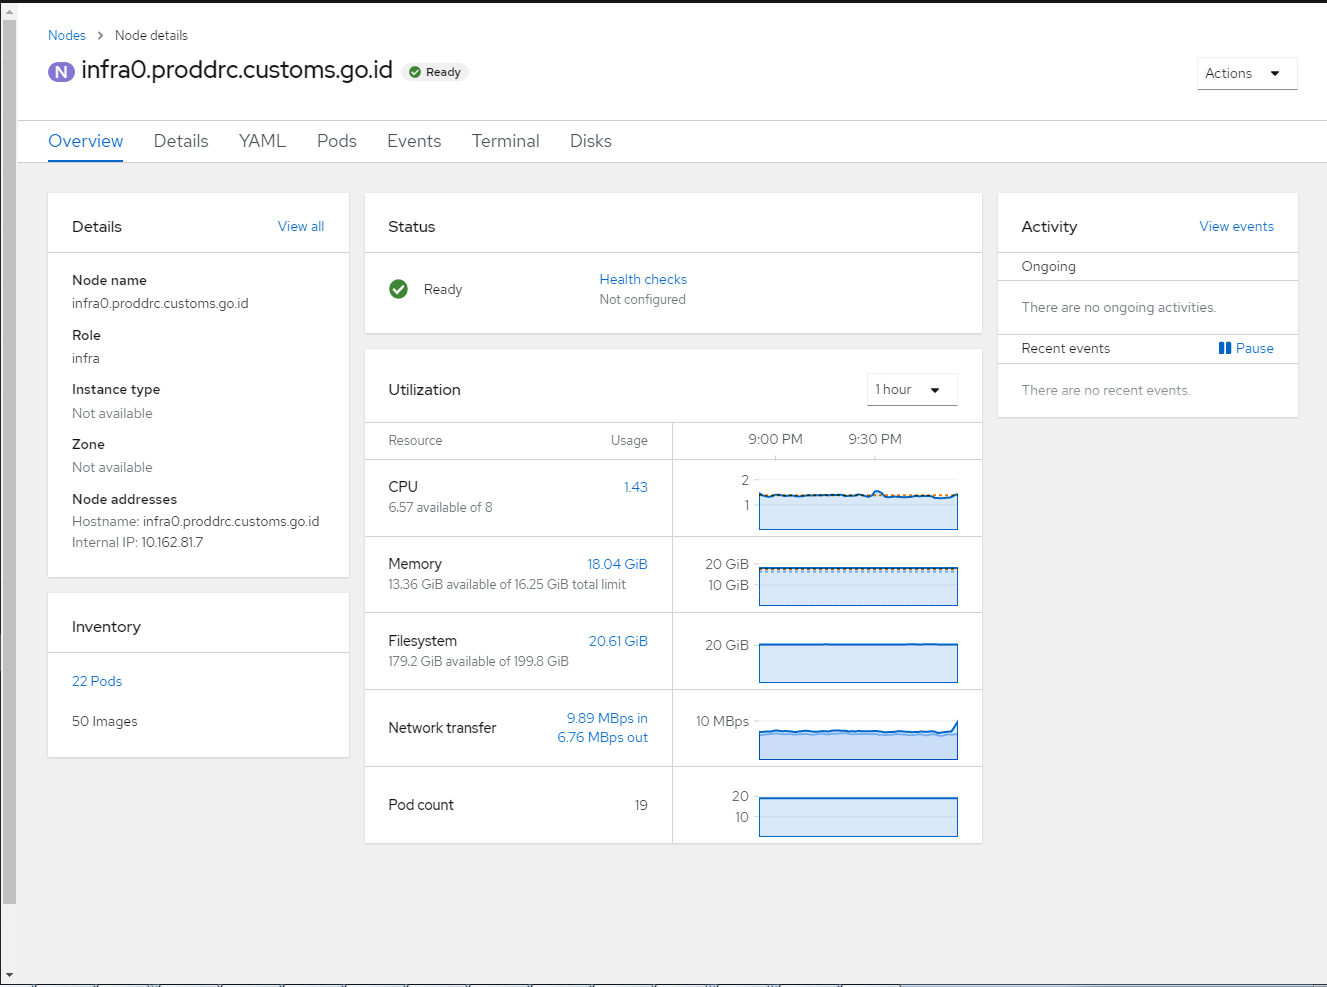 Nodes > Node details
N infra0.proddrc.customs.go.id Ready
Actions
Overview Details YAML Pods Events Terminal Disks
Details View all
Node name
infra0.proddrc.customs.go.id
Role
infra
Instance type
Not available
Zone
Not available
Node addresses
Hostname: infra0.proddrc.customs.go.id
Internal IP: 10.162.81.7
Inventory
22 Pods
50 Images
Status
Ready
Health checks
Not configured
Utilization 1 hour
Resource Usage 9:00 PM 9:30 PM
CPU 1.43
6.57 available of 8
2
1
Memory 18.04 GiB
13.36 GiB available of 16.25 GiB total limit
20 GiB
10 GiB
Filesystem 20.61 GiB
179.2 GiB available of 199.8 GiB
20 GiB
Network transfer
9.89 MBps in
6.76 MBps out
10 MBps
Pod count 19
20
10
Activity View events
Ongoing
There are no ongoing activities.
Recent events Pause
There are no recent events.